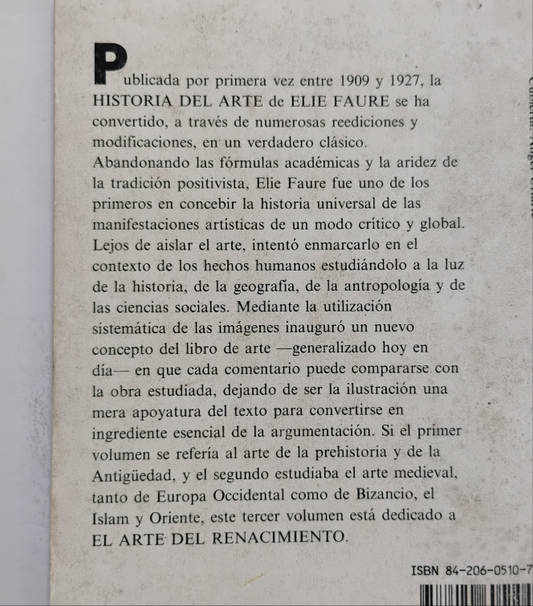 Publicada por primera vez entre 1909 y 1927, la
HISTORIA DEL ARTE de ELIE FAURE se ha
convertido, a través de numerosas reediciones y
modificaciones, en un verdadero clásico.
Abandonando las fórmulas académicas y la aridez de
la tradición positivista, Elie Faure fue uno de los
primeros en concebir la historia universal de las
manifestaciones artísticas de un modo crítico y global.
Lejos de aislar el arte, intentó enmarcarlo en el
contexto de los hechos humanos estudiándolo a la luz
de la historia, de la geografía, de la antropología y de
las ciencias sociales. Mediante la utilización
sistemática de las imágenes inauguró un nuevo
concepto del libro de arte —generalizado hoy en
día— en que cada comentario puede compararse con
la obra estudiada, dejando de ser la ilustración una
mera apoyatura del texto para convertirse en
ingrediente esencial de la argumentación. Si el primer
volumen se refería al arte de la prehistoria y de la
Antigüedad, y el segundo estudiaba el arte medieval,
tanto de Europa Occidental como de Bizancio, el
Islam y Oriente, este tercer volumen está dedicado a
EL ARTE DEL RENACIMIENTO.
ISBN 84-206-0510-7